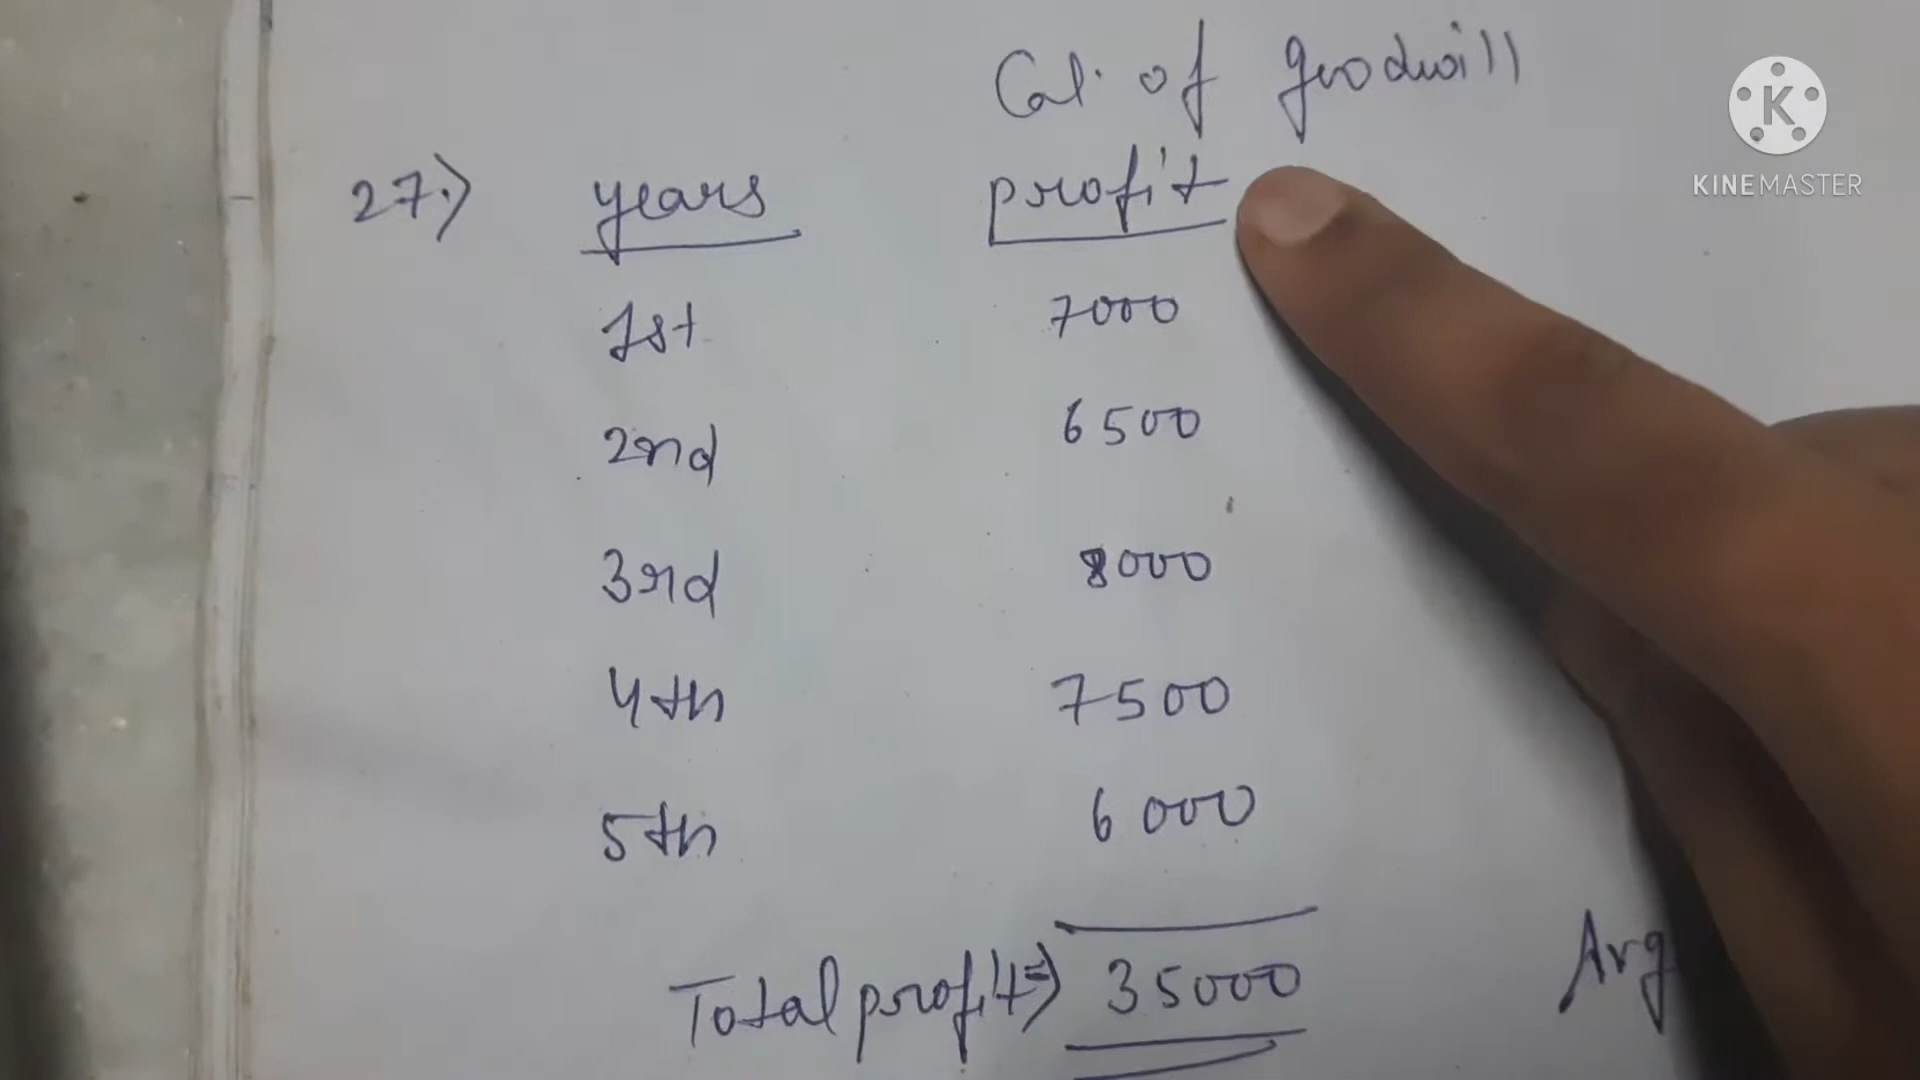 Cal. of goodwill
K
KINEMASTER
27.) years profit
1st 7000
2nd 6500
3rd 8000
4th 7500
5th 6000
Total profit => 35000
Avg